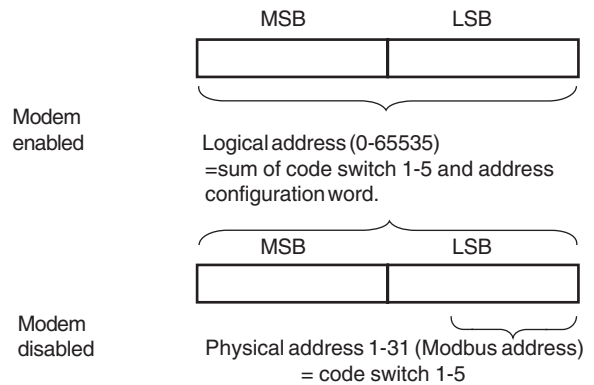 MSB LSB
Modem
enabled
Logical address (0-65535)
=sum of code switch 1-5 and address
configuration word.
MSB LSB
Modem
disabled
Physical address 1-31 (Modbus address)
= code switch 1-5